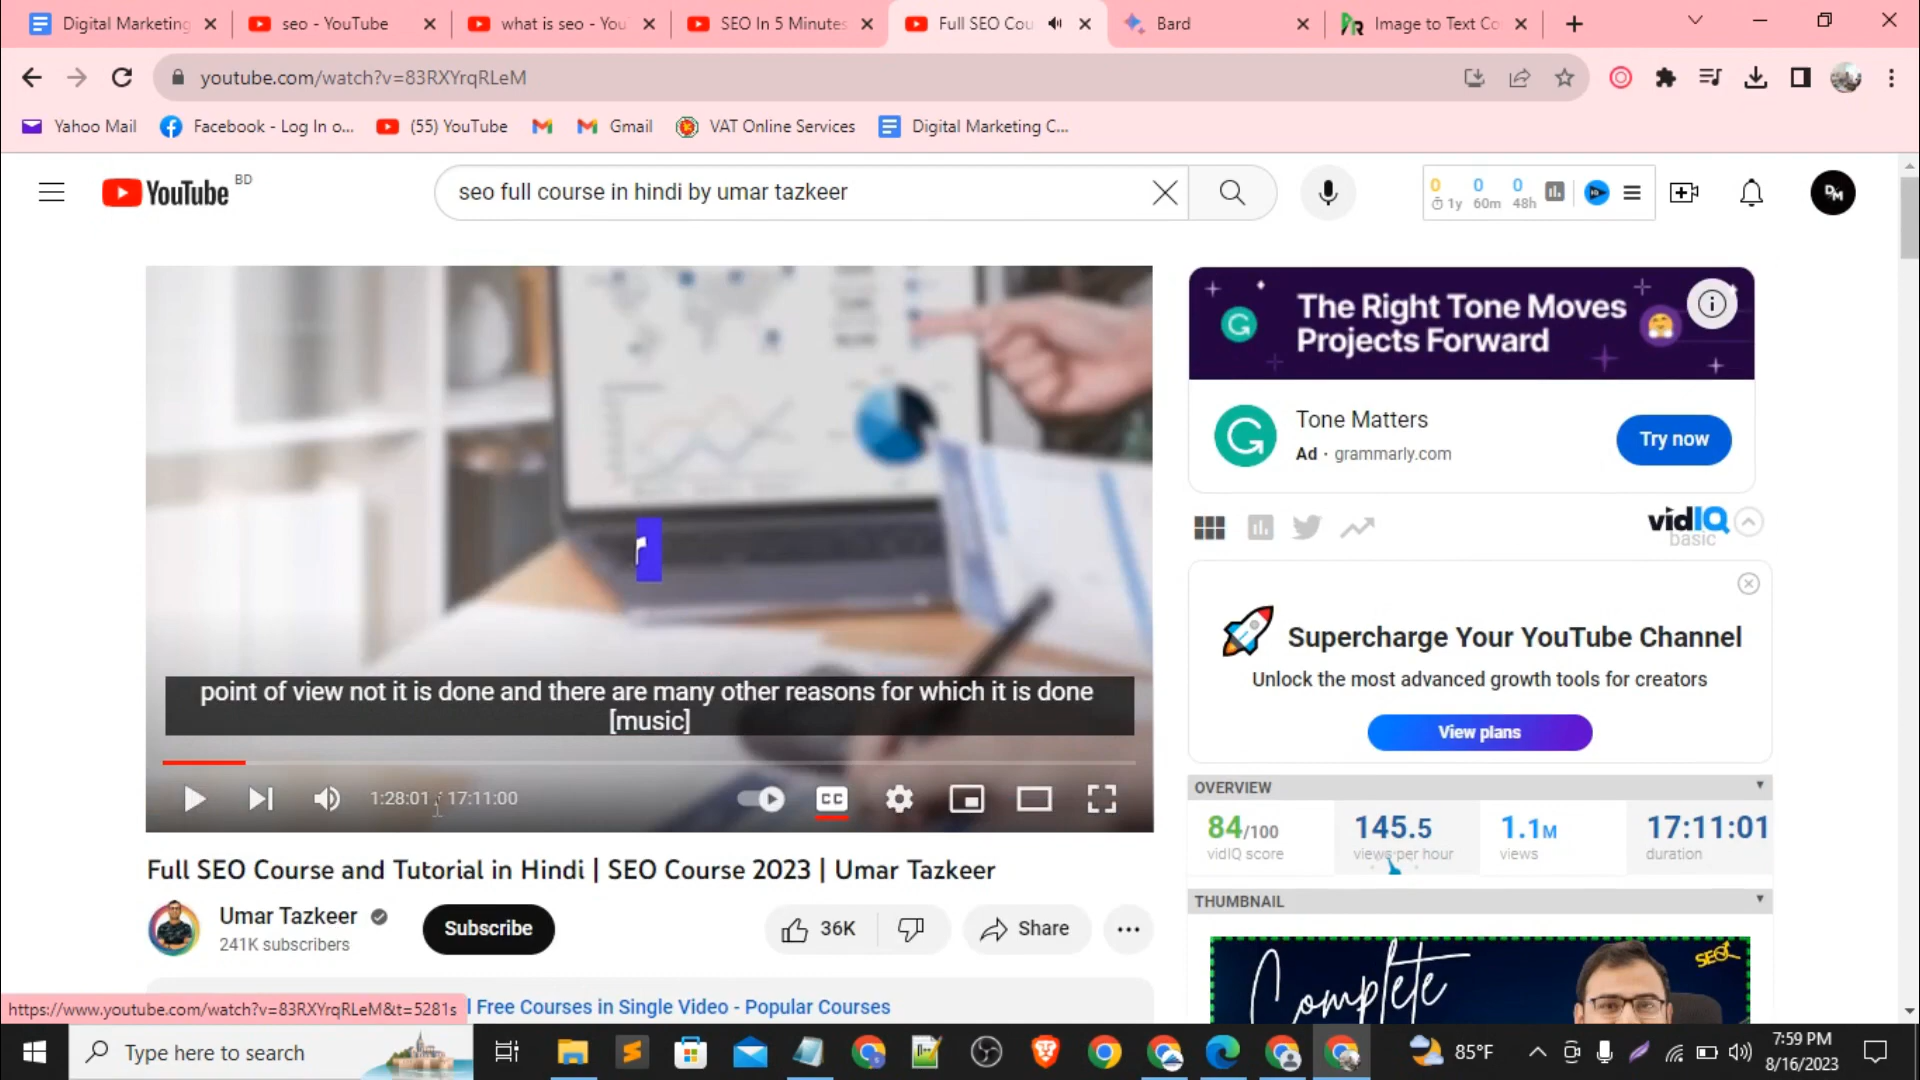 Digital Marketing
seo - YouTube
what is seo - You
SEO In 5 Minutes
Full SEO Cou
Bard
Image to Text Co
youtube.com/watch?v=83RXYrqRLeM
Yahoo Mail
Facebook - Log In o...
(55) YouTube
Gmail
VAT Online Services
Digital Marketing C...
YouTube BD
seo full course in hindi by umar tazkeer
0 0 0
1y 60m 48h
DM
The Right Tone Moves
Projects Forward
Tone Matters
Ad · grammarly.com
Try now
vidIQ
basic
r
Supercharge Your YouTube Channel
Unlock the most advanced growth tools for creators
View plans
point of view not it is done and there are many other reasons for which it is done
[music]
1:28:01 / 17:11:00
CC
OVERVIEW
84/100 145.5 1.1M 17:11:01
vidIQ score views per hour views duration
Full SEO Course and Tutorial in Hindi | SEO Course 2023 | Umar Tazkeer
THUMBNAIL
Umar Tazkeer
241K subscribers
Subscribe
36K
Share
SEO
Complete
https://www.youtube.com/watch?v=83RXYrqRLeM&t=5281s
Free Courses in Single Video - Popular Courses
Type here to search
85°F
7:59 PM
8/16/2023